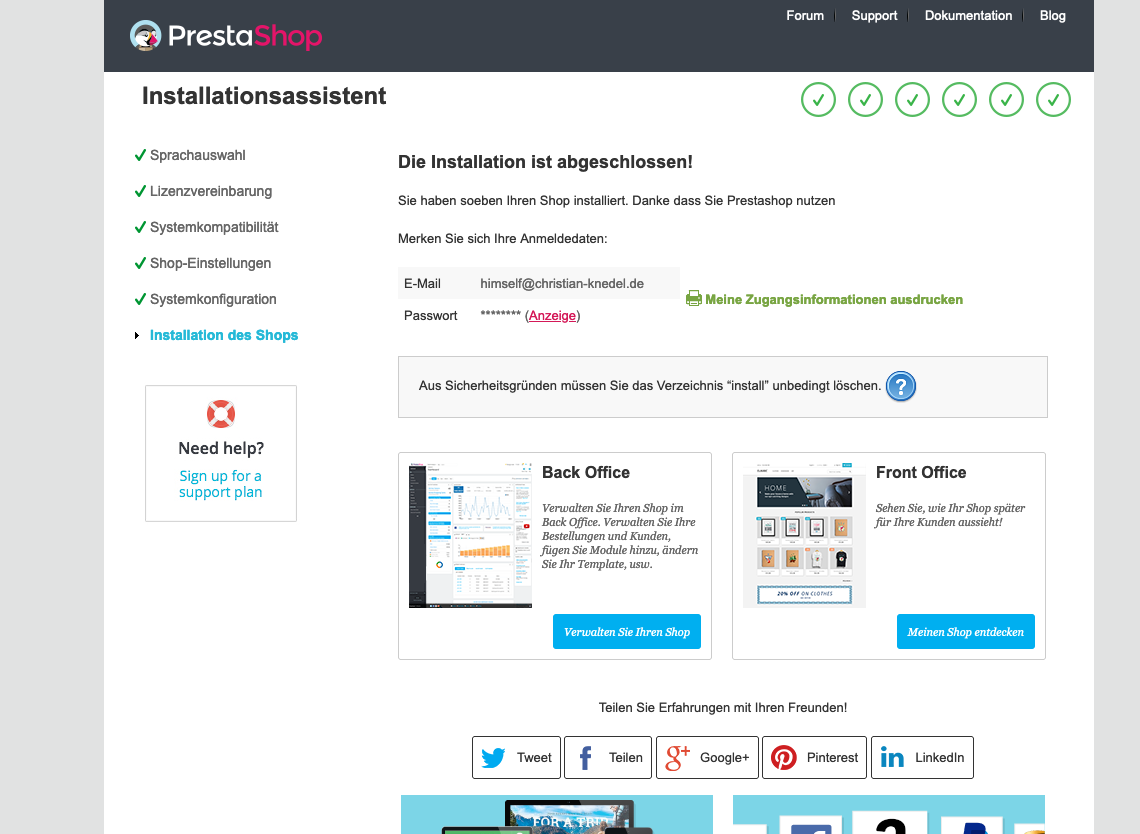 Forum
Support
Dokumentation
Blog
PrestaShop
Installationsassistent
Sprachauswahl
Lizenzvereinbarung
Systemkompatibilität
Shop-Einstellungen
Systemkonfiguration
Installation des Shops
Need help?
Sign up for a
support plan
Die Installation ist abgeschlossen!
Sie haben soeben Ihren Shop installiert. Danke dass Sie Prestashop nutzen
Merken Sie sich Ihre Anmeldedaten:
E-Mail himself@christian-knedel.de
Passwort ******** (Anzeige)
Meine Zugangsinformationen ausdrucken
Aus Sicherheitsgründen müssen Sie das Verzeichnis “install” unbedingt löschen. ?
Back Office
Verwalten Sie Ihren Shop im
Back Office. Verwalten Sie Ihre
Bestellungen und Kunden,
fügen Sie Module hinzu, ändern
Sie Ihr Template, usw.
Verwalten Sie Ihren Shop
HOME
20% OFF ON CLOTHES
Front Office
Sehen Sie, wie Ihr Shop später
für Ihre Kunden aussieht!
Meinen Shop entdecken
Teilen Sie Erfahrungen mit Ihren Freunden!
Tweet
Teilen
Google+
Pinterest
LinkedIn
FOR A TRI